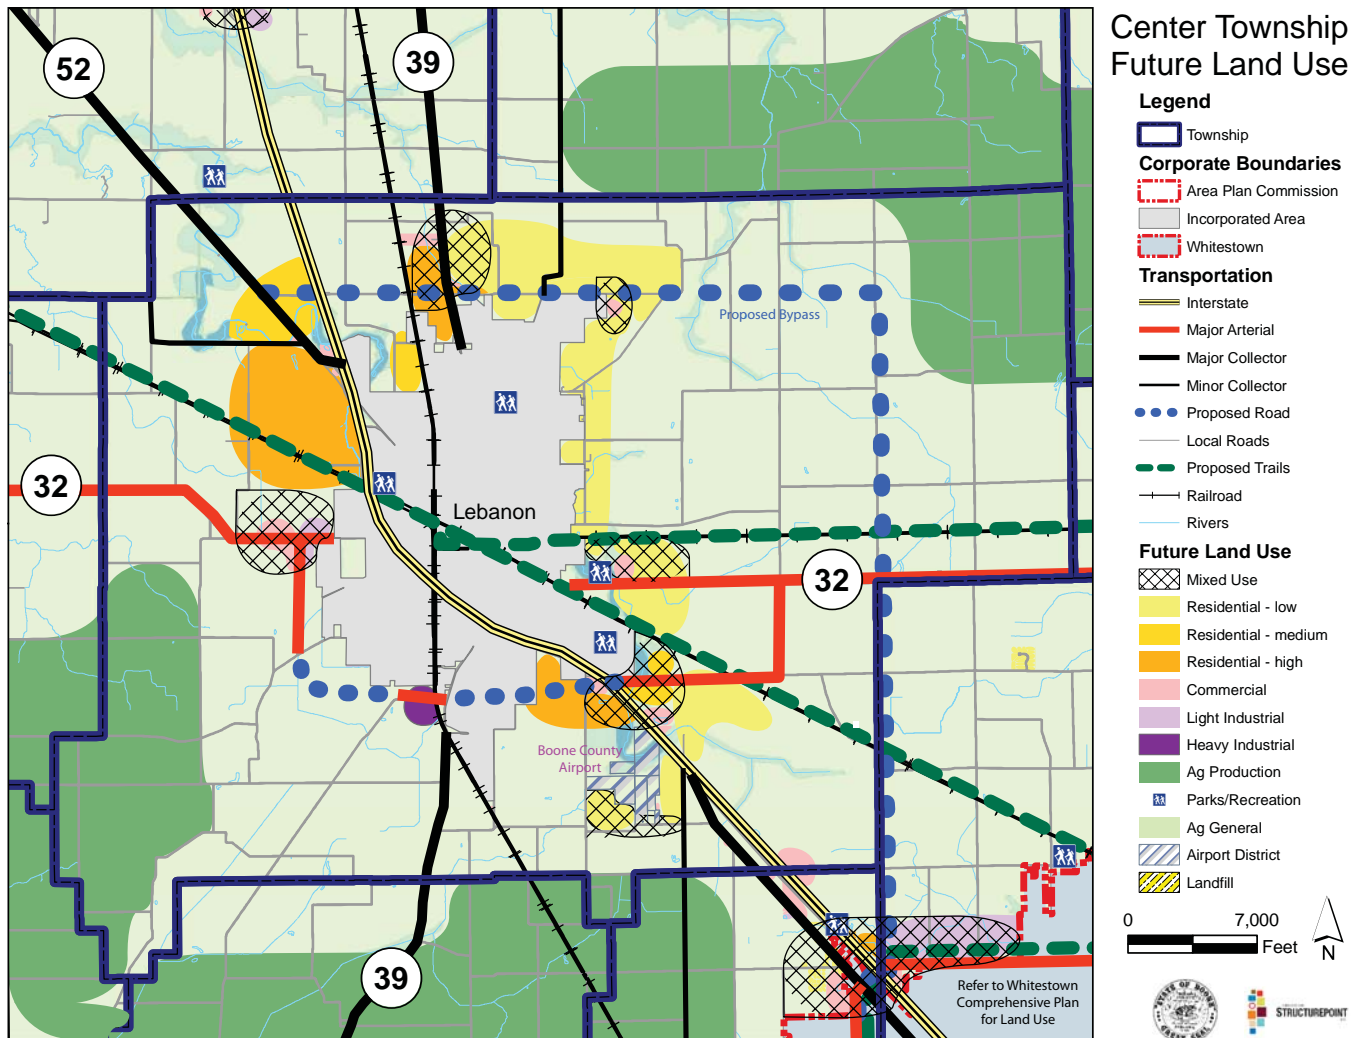 Center Township
Future Land Use
Legend
Township
Corporate Boundaries
Area Plan Commission
Incorporated Area
Whitestown
Transportation
Interstate
Major Arterial
Major Collector
Minor Collector
Proposed Road
Local Roads
Proposed Trails
Railroad
Rivers
Future Land Use
Mixed Use
Residential - low
Residential - medium
Residential - high
Commercial
Light Industrial
Heavy Industrial
Ag Production
Parks/Recreation
Ag General
Airport District
Landfill
0 7,000
Feet
N
STRUCTUREPOINT
52
39
Proposed Bypass
32
Lebanon
32
Boone County
Airport
39
Refer to Whitestown
Comprehensive Plan
for Land Use